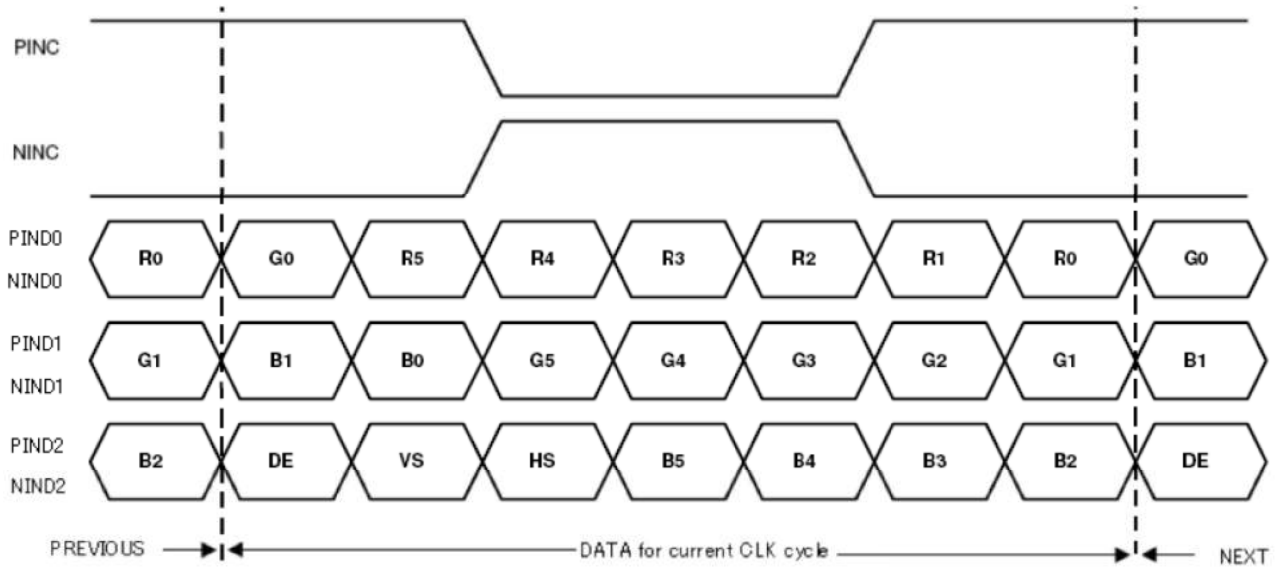 PINC
NINC
PIND0
NIND0
R0 G0 R5 R4 R3 R2 R1 R0 G0
PIND1
NIND1
G1 B1 B0 G5 G4 G3 G2 G1 B1
PIND2
NIND2
B2 DE VS HS B5 B4 B3 B2 DE
PREVIOUS DATA for current CLK cycle NEXT